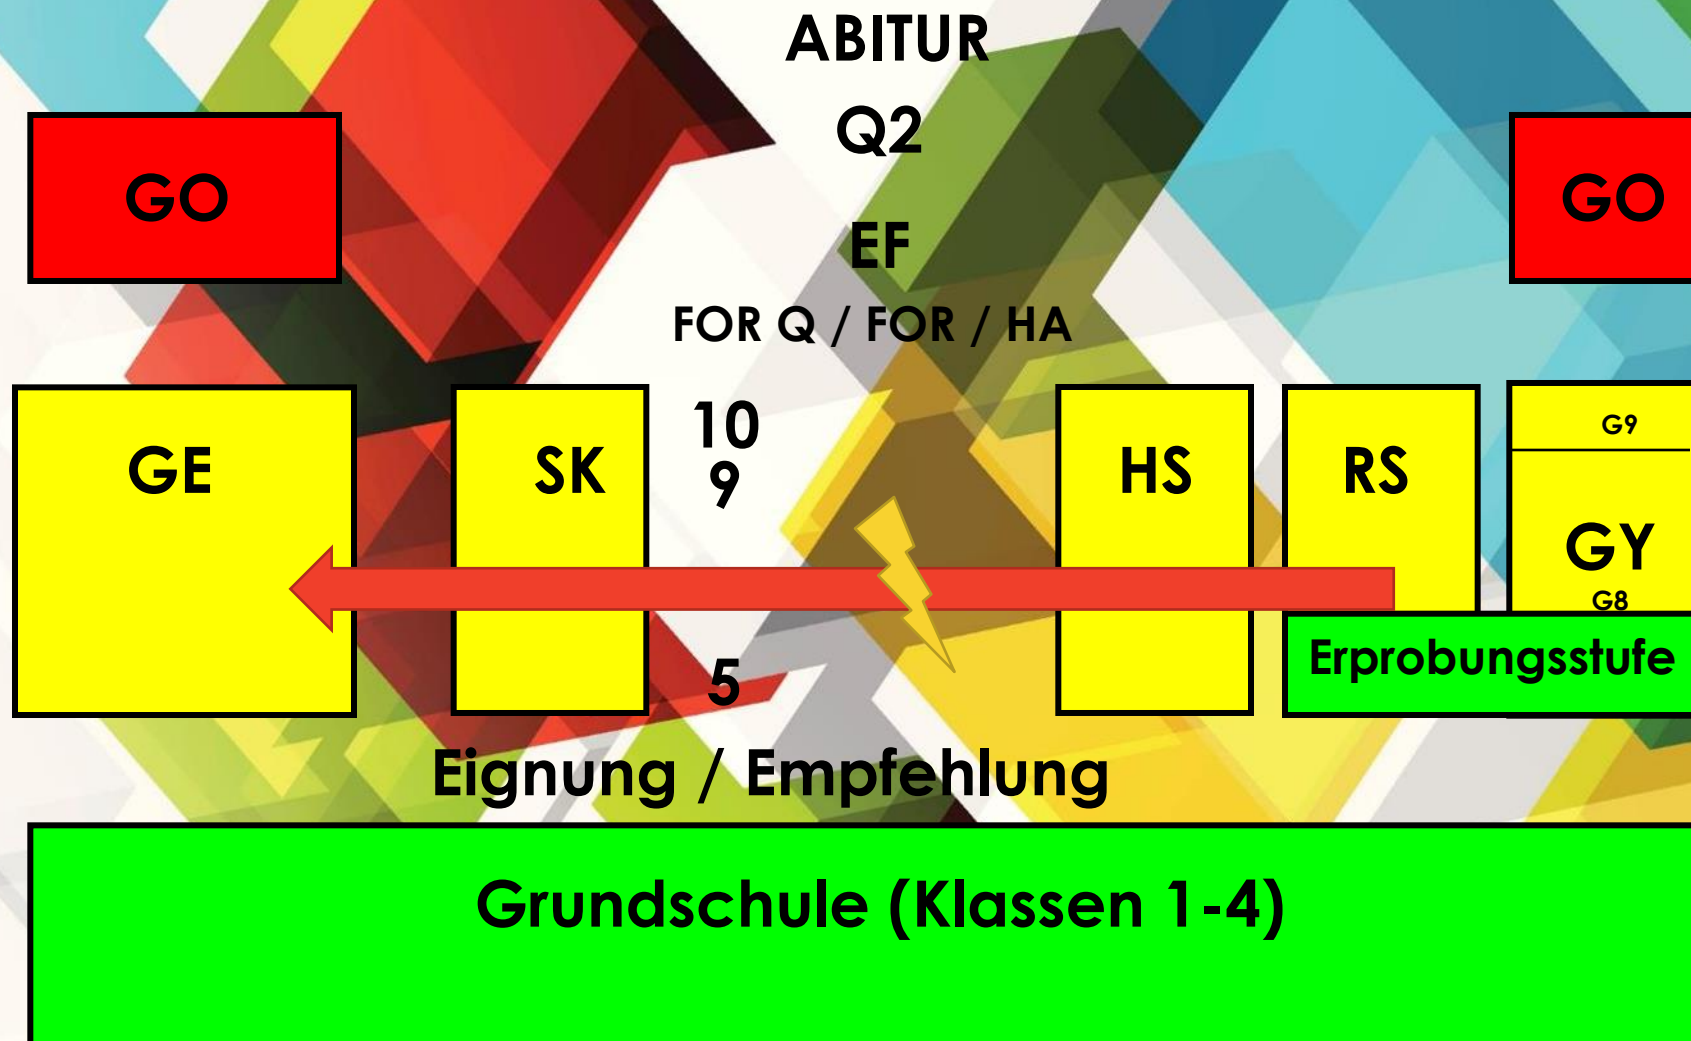 ABITUR
Q2
GO
GO
EF
FOR Q / FOR / HA
GE
SK
10
9
HS
RS
G9
GY
G8
Erprobungsstufe
5
Eignung / Empfehlung
Grundschule (Klassen 1-4)